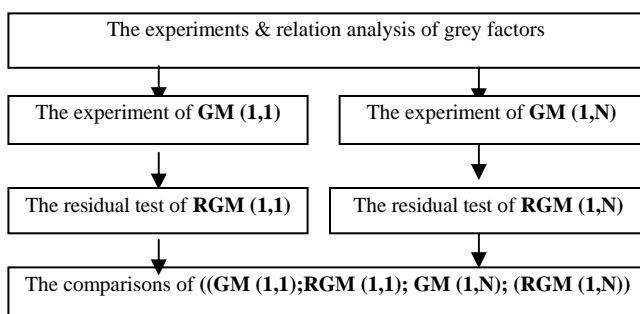 The experiments & relation analysis of grey factors
The experiment of GM (1,1)
The experiment of GM (1,N)
The residual test of RGM (1,1)
The residual test of RGM (1,N)
The comparisons of ((GM (1,1);RGM (1,1); GM (1,N); (RGM (1,N))